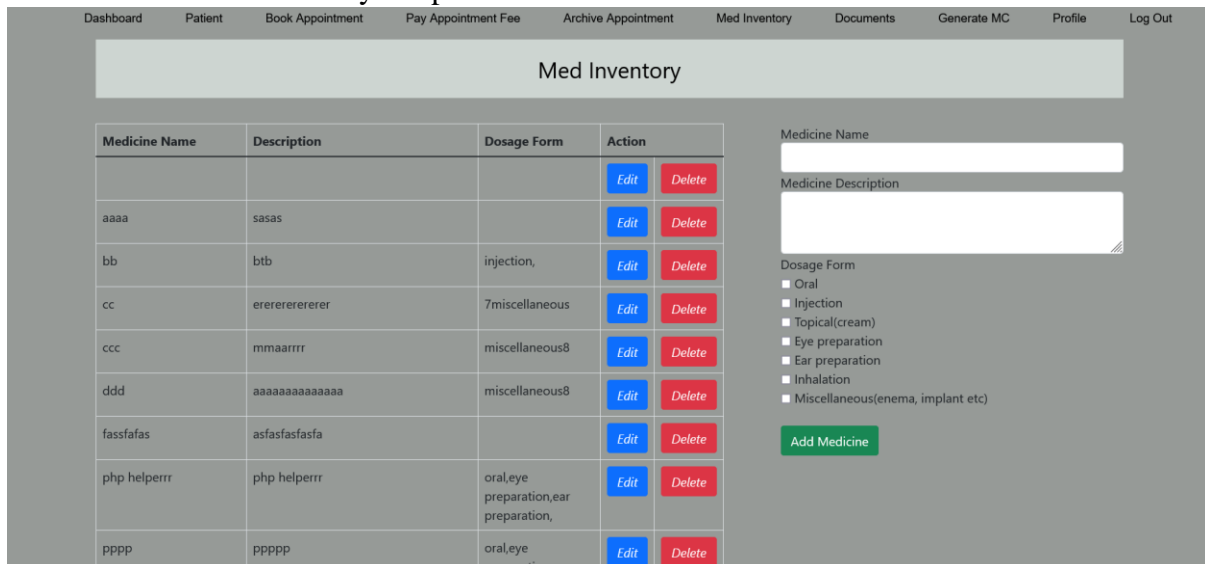 Dashboard Patient Book Appointment Pay Appointment Fee Archive Appointment Med Inventory Documents Generate MC Profile Log Out
Med Inventory
Medicine Name Description Dosage Form Action
Edit Delete
aaaa sasas Edit Delete
bb btb injection, Edit Delete
cc erererererer 7miscellaneous Edit Delete
ccc mmaarrrr miscellaneous8 Edit Delete
ddd aaaaaaaaaaaaaa miscellaneous8 Edit Delete
fassfafas asfasfasfasfa Edit Delete
php helperrr php helperrr oral,eye Edit Delete
preparation,ear
preparation,
pppp ppppp oral,eye Edit Delete
Medicine Name
Medicine Description
Dosage Form
Oral
Injection
Topical(cream)
Eye preparation
Ear preparation
Inhalation
Miscellaneous(enema, implant etc)
Add Medicine